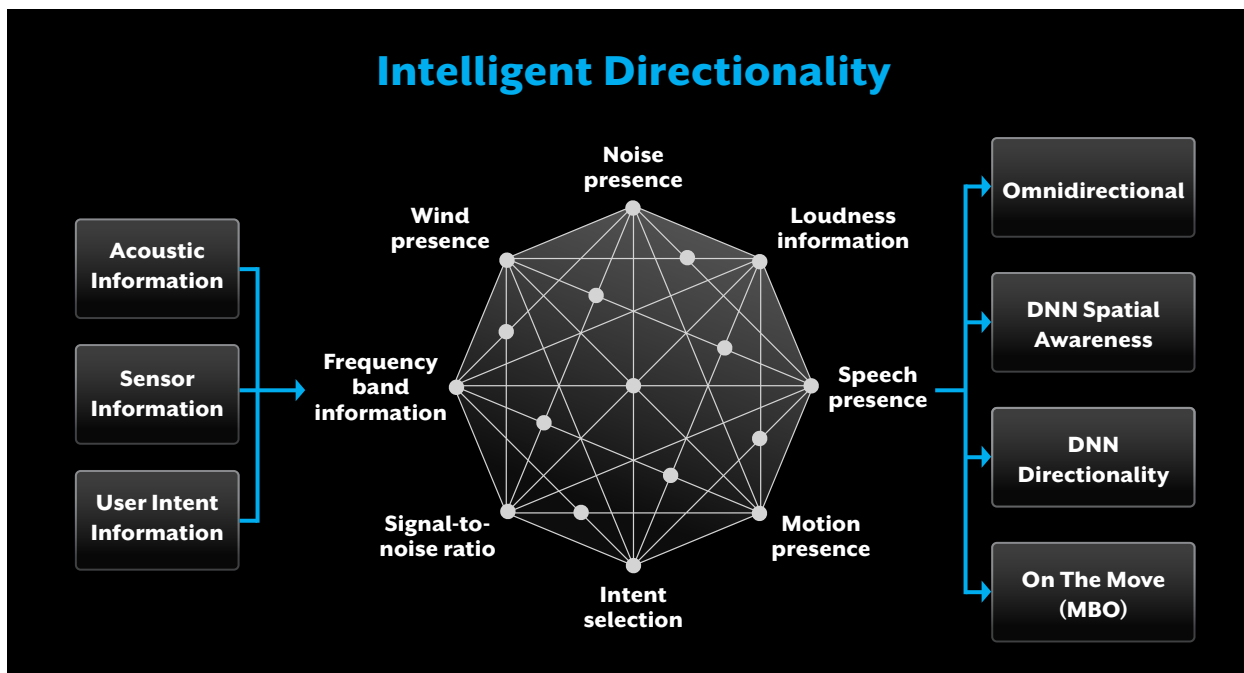 Intelligent Directionality
Acoustic
Information
Sensor
Information
User Intent
Information
Noise
presence
Wind
presence
Loudness
information
Frequency
band
information
Speech
presence
Signal-to-
noise ratio
Motion
presence
Intent
selection
Omnidirectional
DNN Spatial
Awareness
DNN
Directionality
On The Move
(MBO)